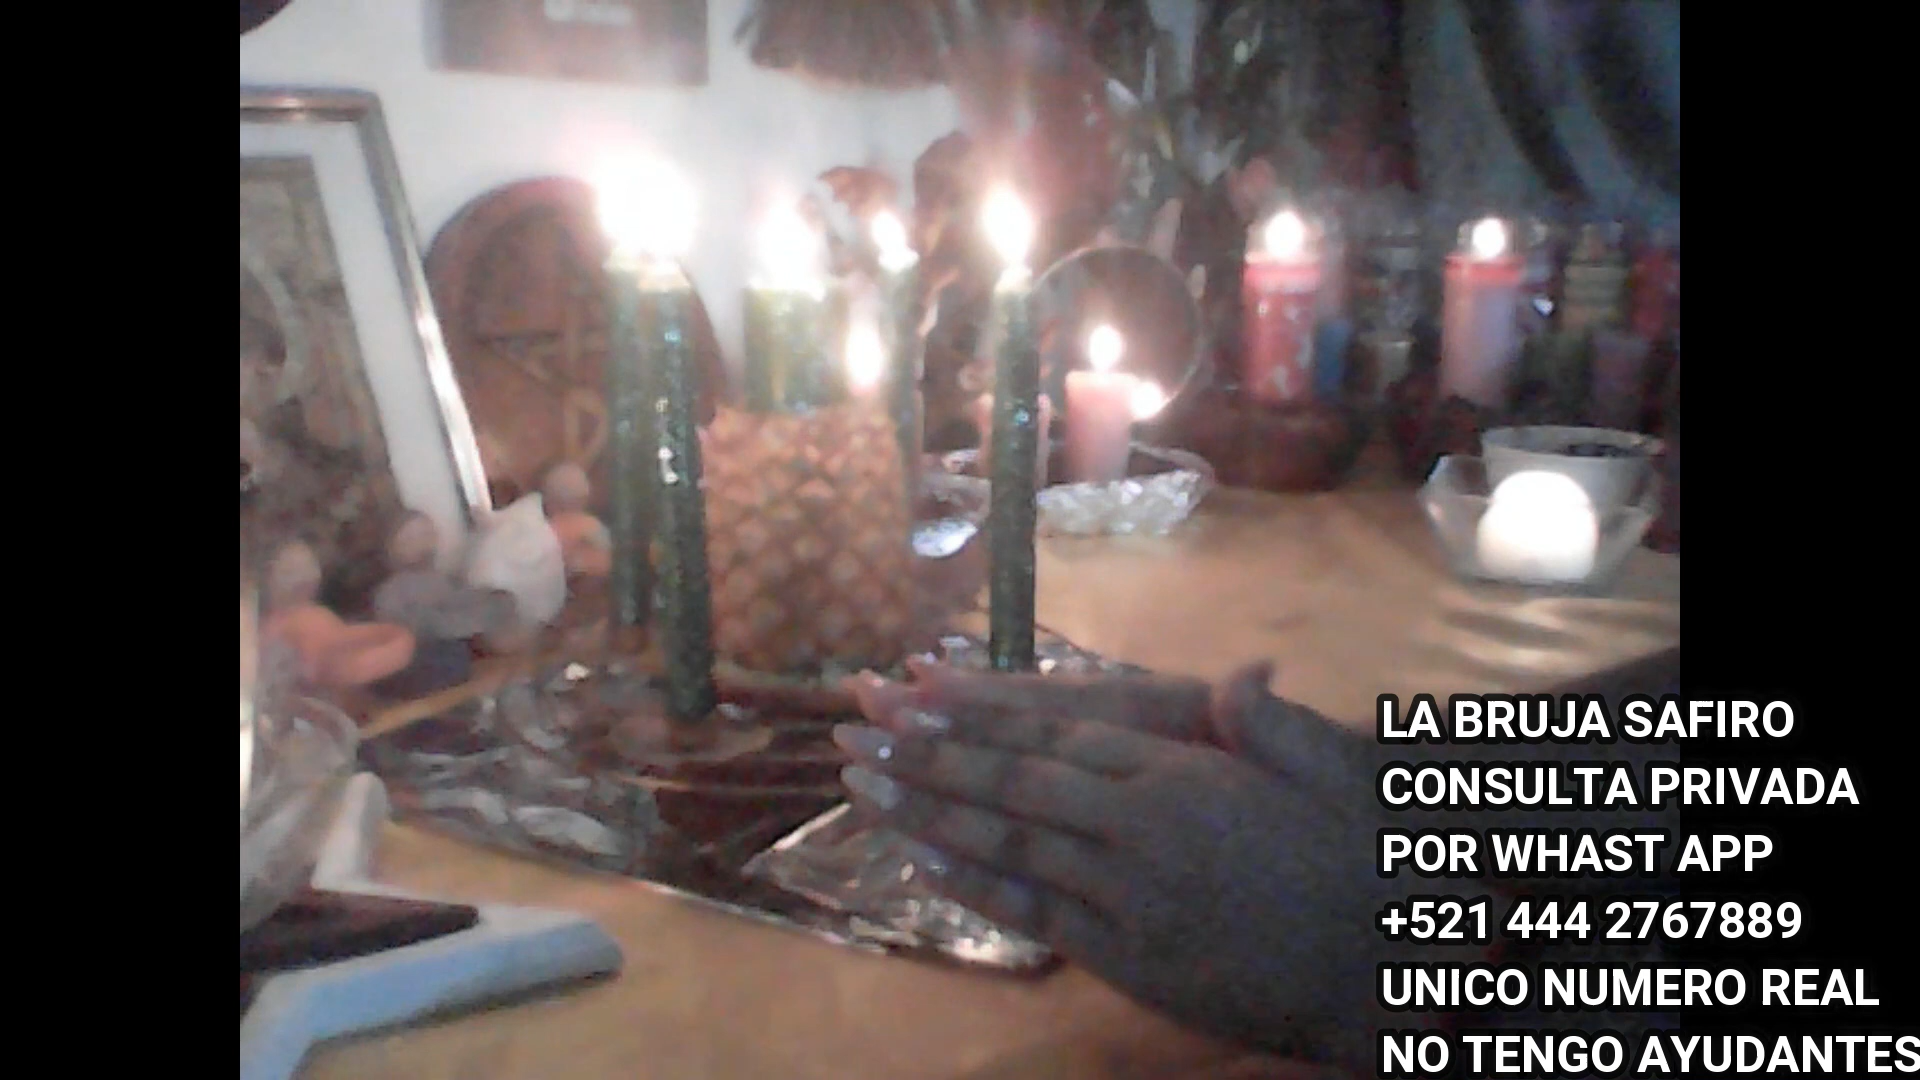 LA BRUJA SAFIRO
CONSULTA PRIVADA
POR WHAST APP
+521 444 2767889
UNICO NUMERO REAL
NO TENGO AYUDANTES